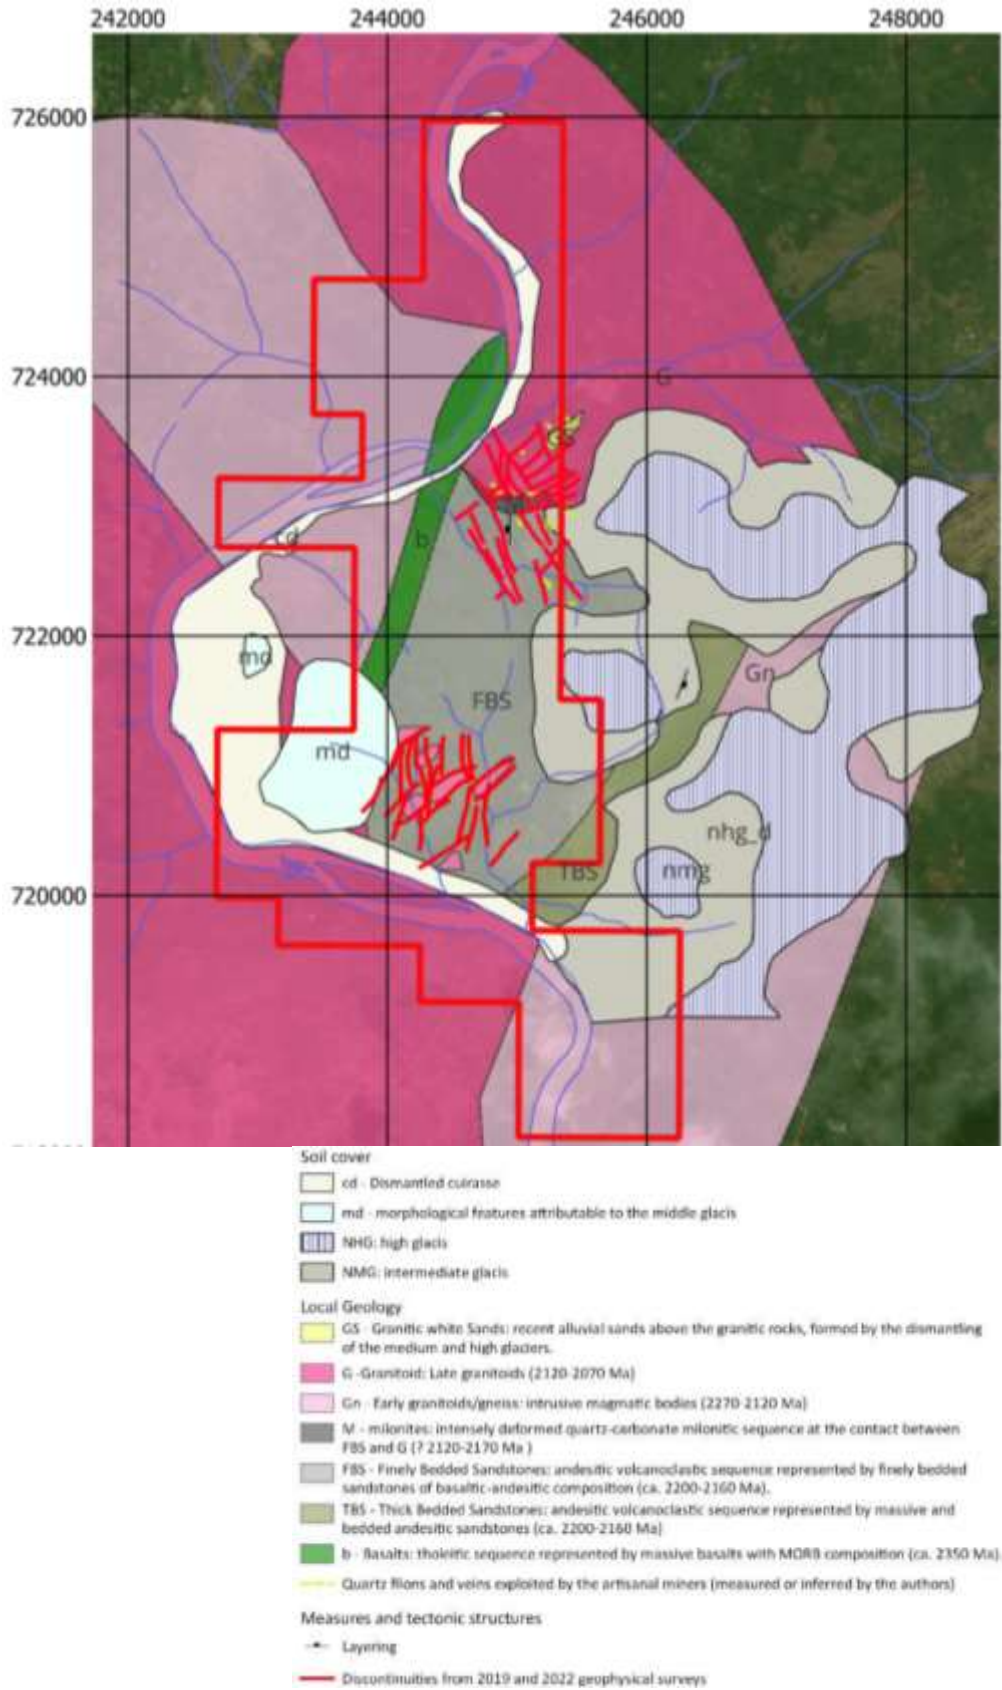 242000 244000 246000 248000
726000
724000
722000
720000
G
GS
cd
b
md
FBS
Gn
md
nhg_d
TBS
nmg
Soil cover
cd - Dismantled cuirasse
md - morphological features attributable to the middle glacis
NHG: high glacis
NMG: intermediate glacis
Local Geology
GS - Granitic white Sands: recent alluvial sands above the granitic rocks, formed by the dismantling
of the medium and high glaciers.
G -Granitoid: Late granitoids (2120-2070 Ma)
Gn - Early granitoids/gneiss: intrusive magmatic bodies (2270-2120 Ma)
M - milonites: intensely deformed quartz-carbonate milonitic sequence at the contact between
FBS and G (? 2120-2170 Ma )
FBS - Finely Bedded Sandstones: andesitic volcanoclastic sequence represented by finely bedded
sandstones of basaltic-andesitic composition (ca. 2200-2160 Ma).
TBS - Thick Bedded Sandstones: andesitic volcanoclastic sequence represented by massive and
bedded andesitic sandstones (ca. 2200-2160 Ma)
b - Basalts: tholeiitic sequence represented by massive basalts with MORB composition (ca. 2350 Ma).
Quartz filons and veins exploited by the artisanal miners (measured or inferred by the authors)
Measures and tectonic structures
Layering
Discontinuities from 2019 and 2022 geophysical surveys